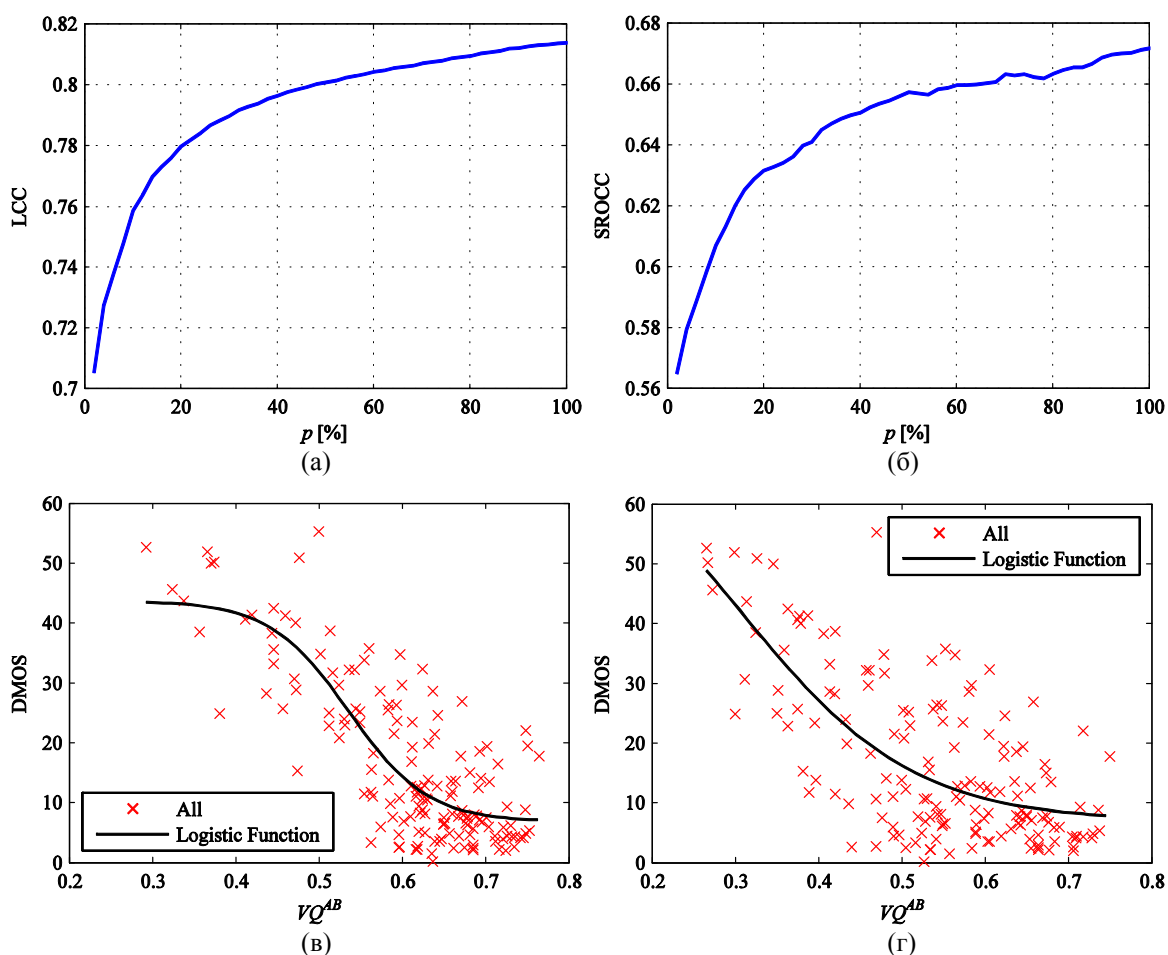 0.82
0.8
0.78
0.76
0.74
0.72
0.7
LCC
0 20 40 60 80 100
p [%]
(а)
0.68
0.66
0.64
0.62
0.6
0.58
0.56
SROCC
0 20 40 60 80 100
p [%]
(б)
60
50
40
30
20
10
0
DMOS
All
Logistic Function
0.2 0.3 0.4 0.5 0.6 0.7 0.8
VQ^AB
(в)
60
50
40
30
20
10
0
DMOS
All
Logistic Function
0.2 0.3 0.4 0.5 0.6 0.7 0.8
VQ^AB
(г)